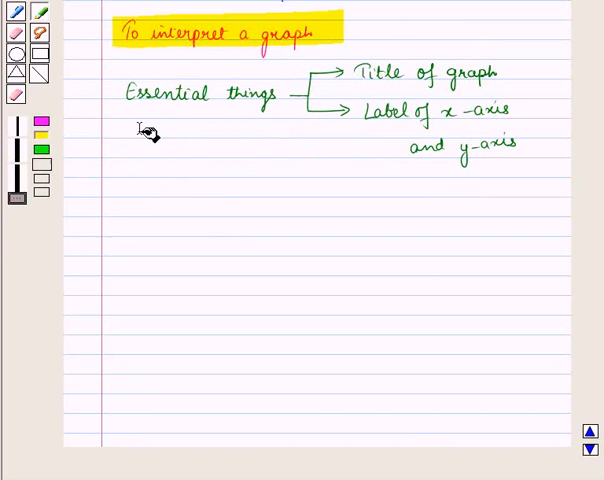 To interpret a graph
Essential things
Title of graph
Label of x-axis
and y-axis